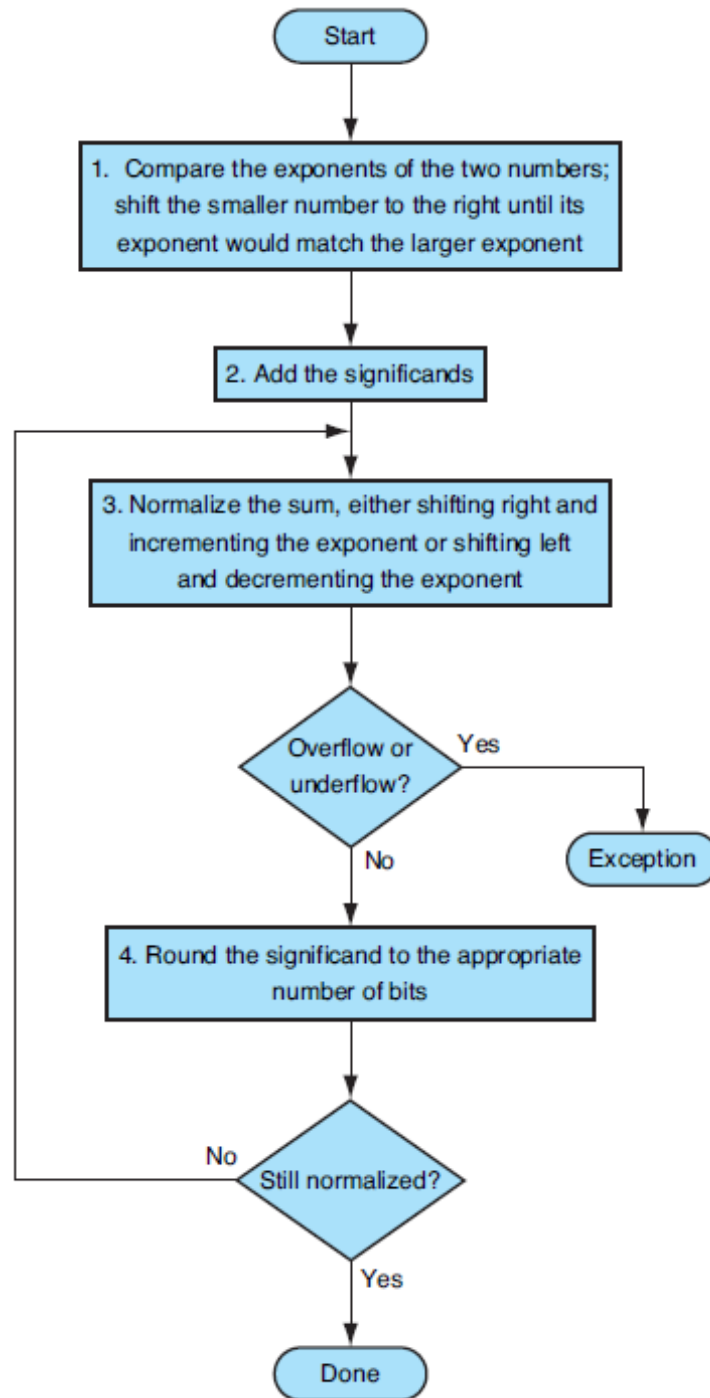 Start
1. Compare the exponents of the two numbers;
shift the smaller number to the right until its
exponent would match the larger exponent
2. Add the significands
3. Normalize the sum, either shifting right and
incrementing the exponent or shifting left
and decrementing the exponent
Overflow or
underflow?
Yes
No
Exception
4. Round the significand to the appropriate
number of bits
No
Still normalized?
Yes
Done